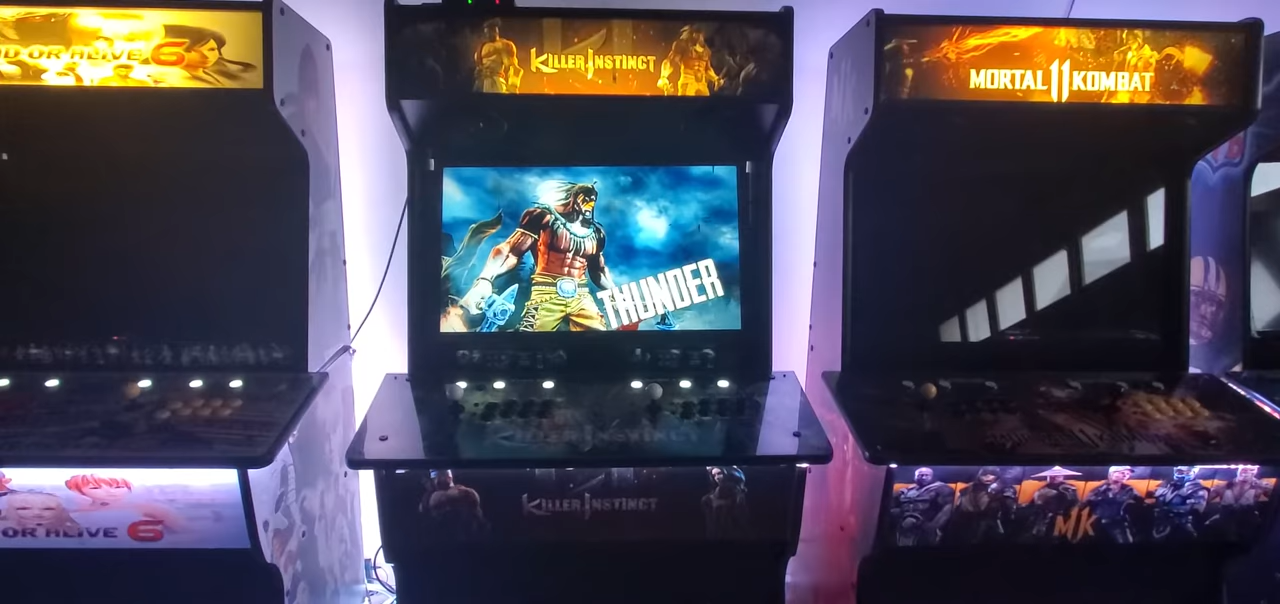 D OR ALIVE 6
KILLER INSTINCT
MORTAL 11 KOMBAT
THUNDER
KILLER INSTINCT
OR ALIVE 6
KILLER INSTINCT
MK